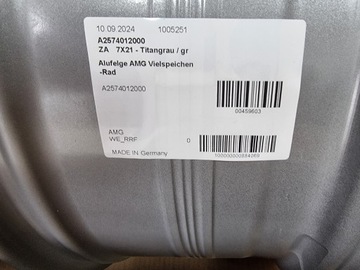 10.09.2024 1005251
A2574012000
ZA 7X21 - Titangrau / gr
Alufelge AMG Vielspeichen
-Rad
A2574012000
00459603
AMG
WE_RRF 0
MADE IN Germany